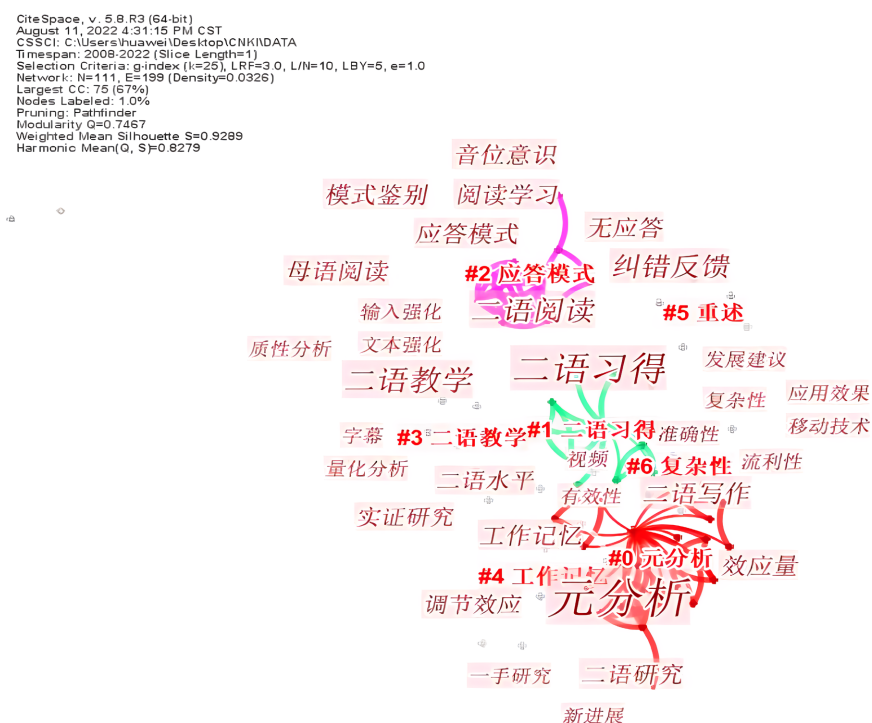 CiteSpace, v. 5.8.R3 (64-bit)
August 11, 2022 4:31:15 PM CST
CSSCI: C:\Users\huawei\Desktop\CNKI\DATA
Timespan: 2008-2022 (Slice Length=1)
Selection Criteria: g-index (k=25), LRF=3.0, L/N=10, LBY=5, e=1.0
Network: N=111, E=199 (Density=0.0326)
Largest CC: 75 (67%)
Nodes Labeled: 1.0%
Pruning: Pathfinder
Modularity Q=0.7467
Weighted Mean Silhouette S=0.9289
Harmonic Mean(Q, S)=0.8279
音位意识
模式鉴别
阅读学习
应答模式
无应答
母语阅读
#2 应答模式
纠错反馈
输入强化
二语阅读
#5 重述
质性分析
文本强化
二语教学
二语习得
发展建议
复杂性
应用效果
移动技术
字幕
#3 二语教学
#1 二语习得
准确性
量化分析
二语水平
视频
#6 复杂性
流利性
有效性
二语写作
实证研究
工作记忆
#0 元分析
效应量
#4 工作记忆
调节效应
元分析
一手研究
二语研究
新进展